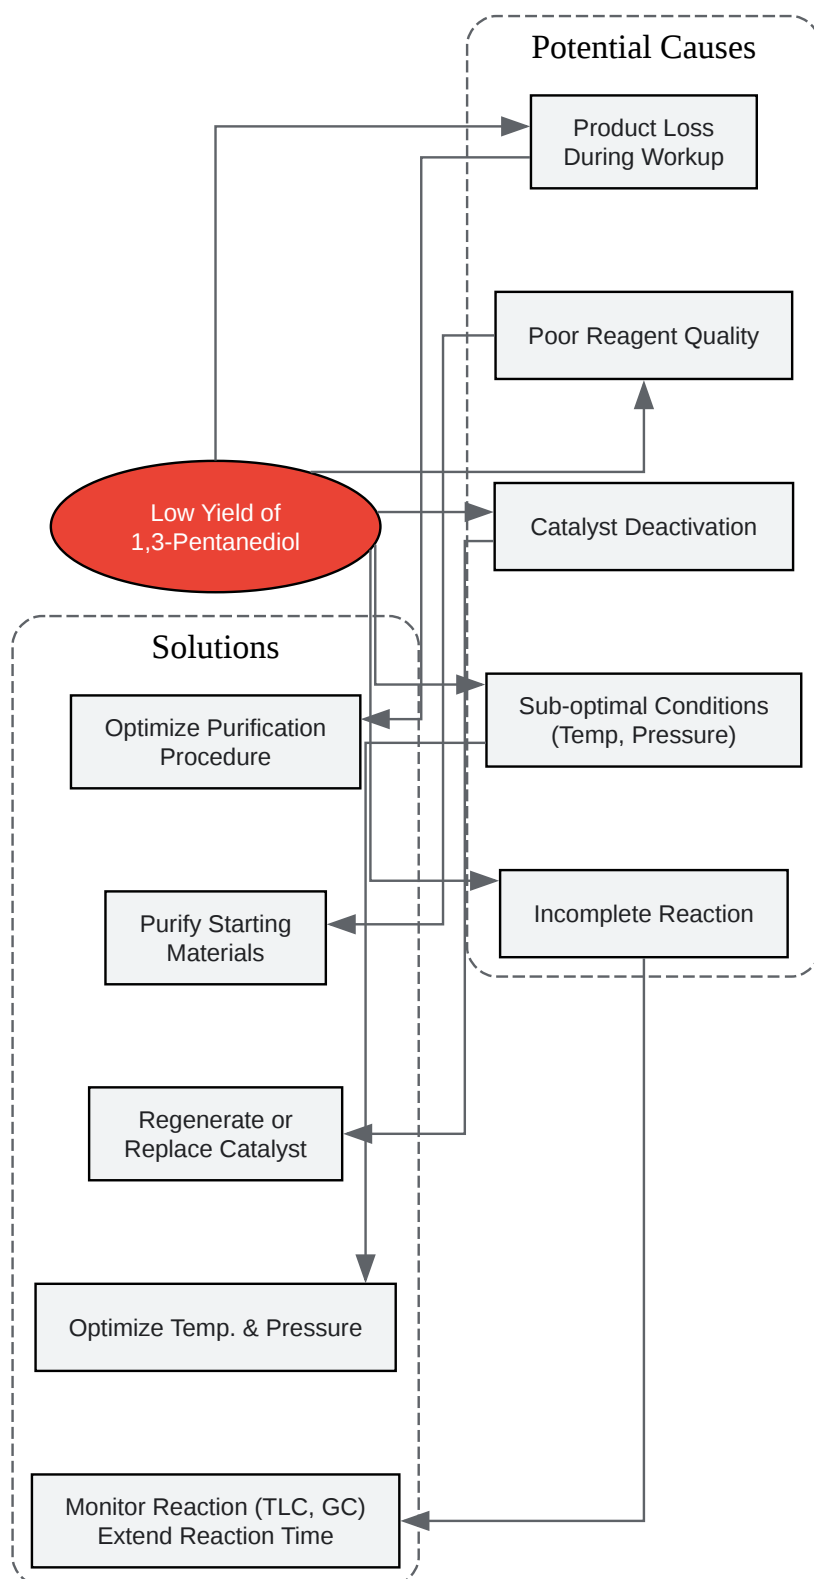 Potential Causes
Product Loss
During Workup
Poor Reagent Quality
Low Yield of
1,3-Pentanediol
Catalyst Deactivation
Solutions
Sub-optimal Conditions
(Temp, Pressure)
Optimize Purification
Procedure
Incomplete Reaction
Purify Starting
Materials
Regenerate or
Replace Catalyst
Optimize Temp. & Pressure
Monitor Reaction (TLC, GC)
Extend Reaction Time